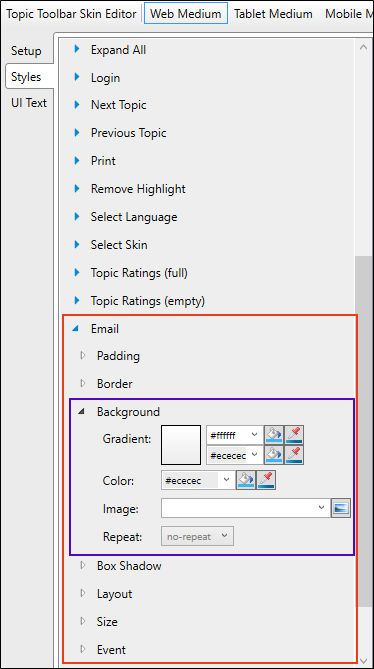 Topic Toolbar Skin Editor Web Medium Tablet Medium Mobile M
Setup
Styles
UI Text
Expand All
Login
Next Topic
Previous Topic
Print
Remove Highlight
Select Language
Select Skin
Topic Ratings (full)
Topic Ratings (empty)
Email
Padding
Border
Background
Gradient: #ffffff
#ececec
Color: #ececec
Image:
Repeat: no-repeat
Box Shadow
Layout
Size
Event